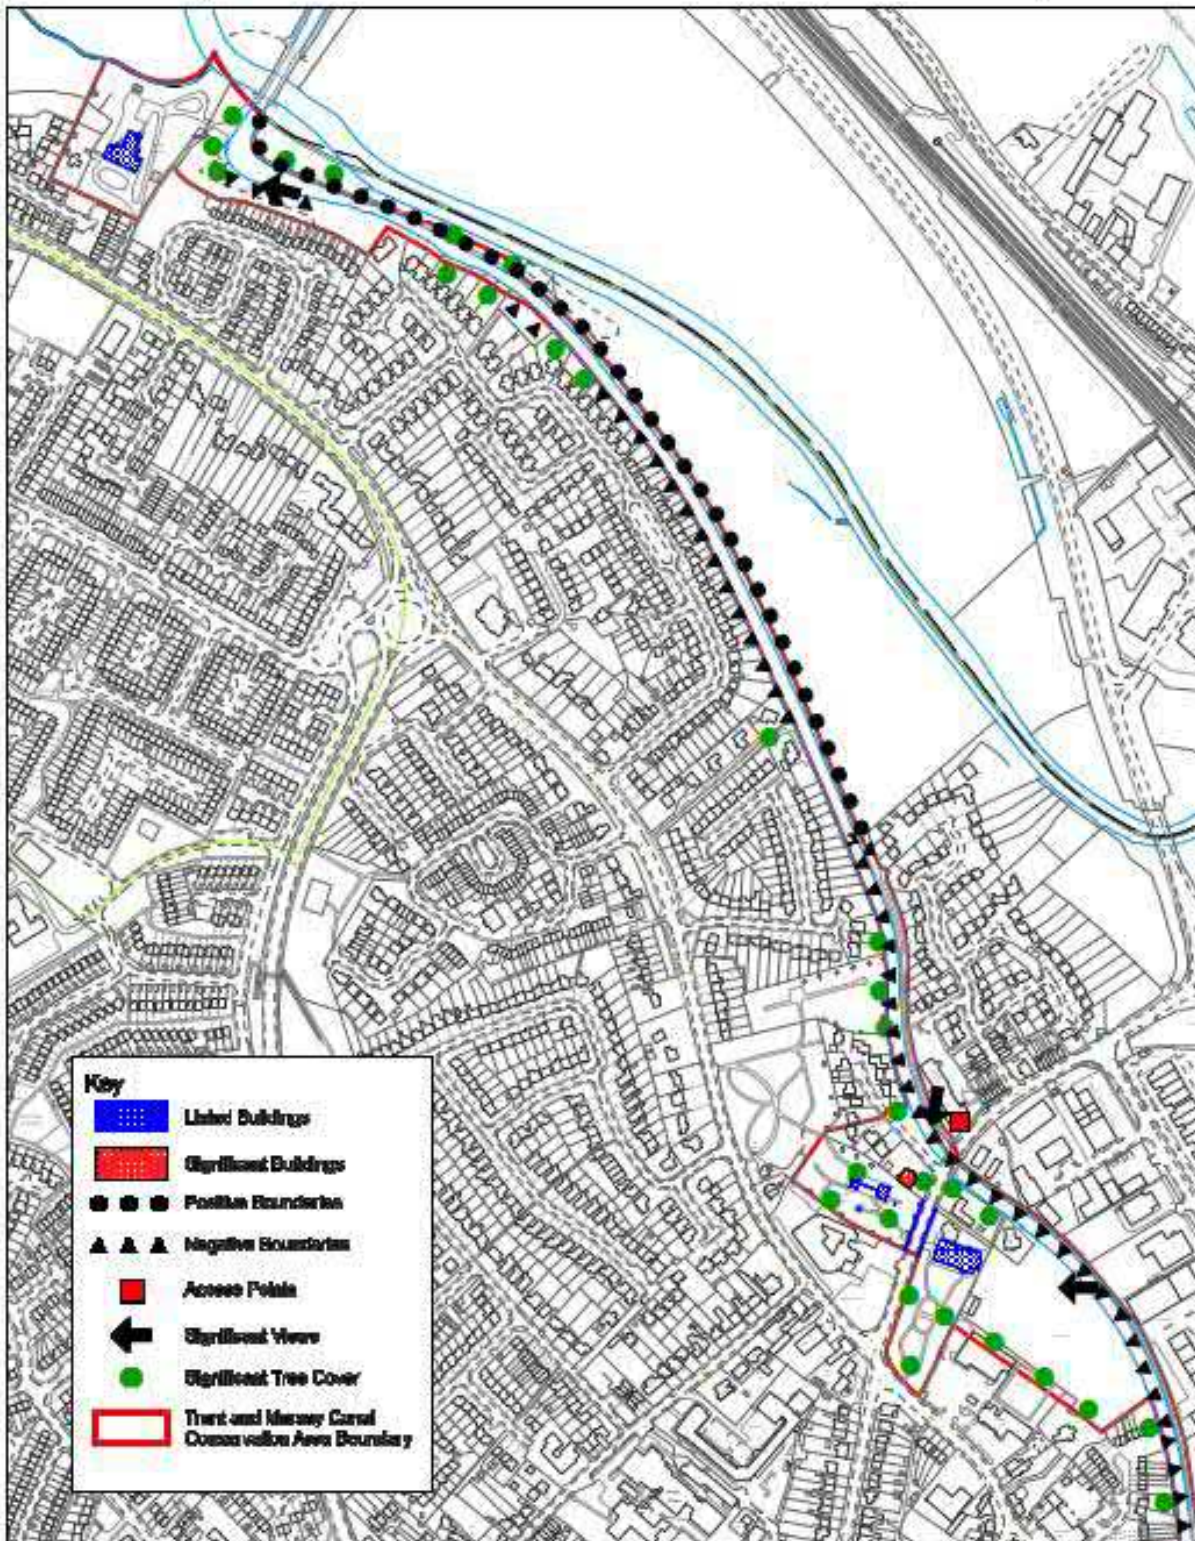 Key
Listed Buildings
Significant Buildings
Positive Boundaries
Negative Boundaries
Access Points
Significant Views
Significant Tree Cover
Trent and Mersey Canal
Conservation Area Boundary